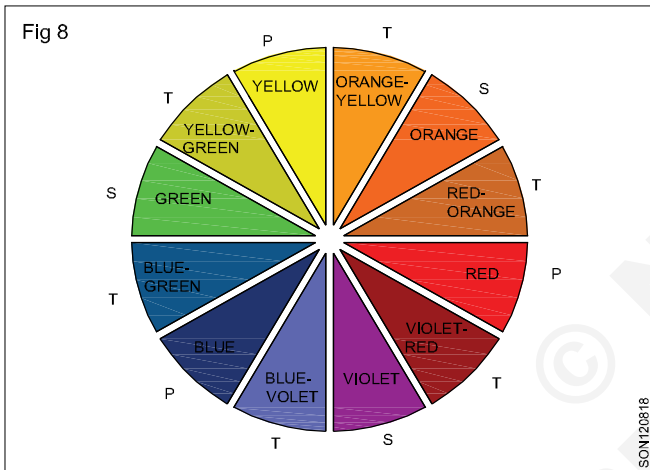 Fig 8
P
T
YELLOW
ORANGE-
YELLOW
S
ORANGE
T
RED-
ORANGE
P
RED
T
VIOLET-
RED
S
VIOLET
T
BLUE-
VOLET
P
BLUE
T
BLUE-
GREEN
S
GREEN
T
YELLOW-
GREEN
©
SON120818